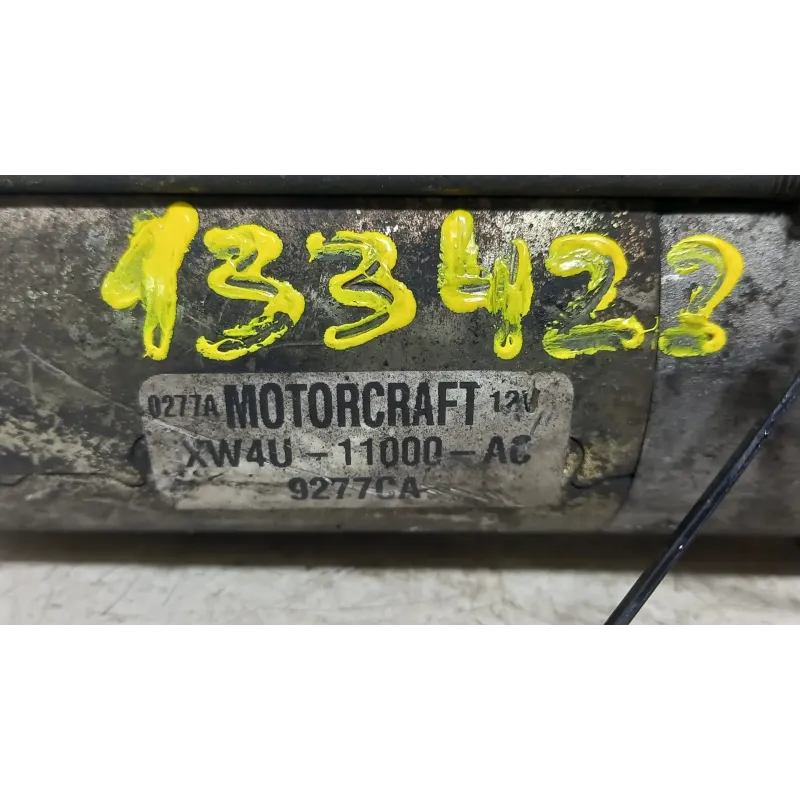 133422
0277A MOTORCRAFT 12V
XW4U-11000-AC
9277CA